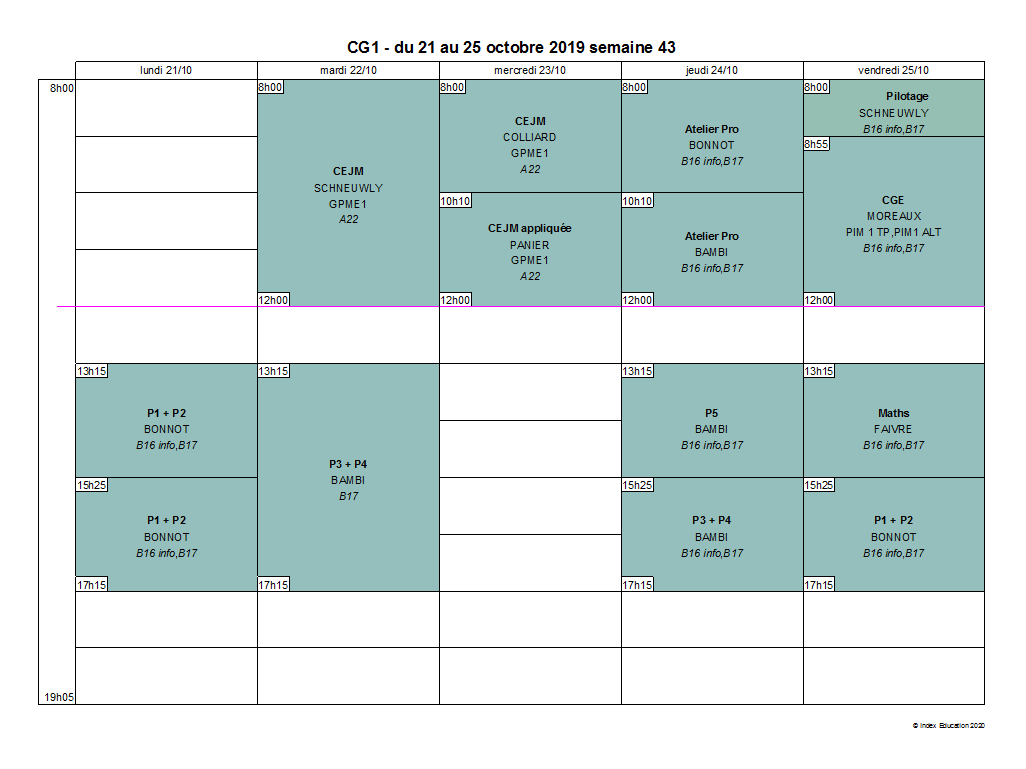 CG1 - du 21 au 25 octobre 2019 semaine 43
lundi 21/10
mardi 22/10
mercredi 23/10
jeudi 24/10
vendredi 25/10
8h00
19h05
13h15
P1 + P2
BONNOT
B16 info,B17
15h25
P1 + P2
BONNOT
B16 info,B17
17h15
8h00
CEJM
SCHNEUWLY
GPME1
A22
12h00
13h15
P3 + P4
BAMBI
B17
17h15
8h00
CEJM
COLLIARD
GPME1
A22
10h10
CEJM appliquée
PANIER
GPME1
A22
12h00
8h00
Atelier Pro
BONNOT
B16 info,B17
10h10
Atelier Pro
BAMBI
B16 info,B17
12h00
13h15
P5
BAMBI
B16 info,B17
15h25
P3 + P4
BAMBI
B16 info,B17
17h15
8h00
Pilotage
SCHNEUWLY
B16 info,B17
8h55
CGE
MOREAUX
PIM 1 TP,PIM1 ALT
B16 info,B17
12h00
13h15
Maths
FAIVRE
B16 info,B17
15h25
P1 + P2
BONNOT
B16 info,B17
17h15
© Index Education 2020